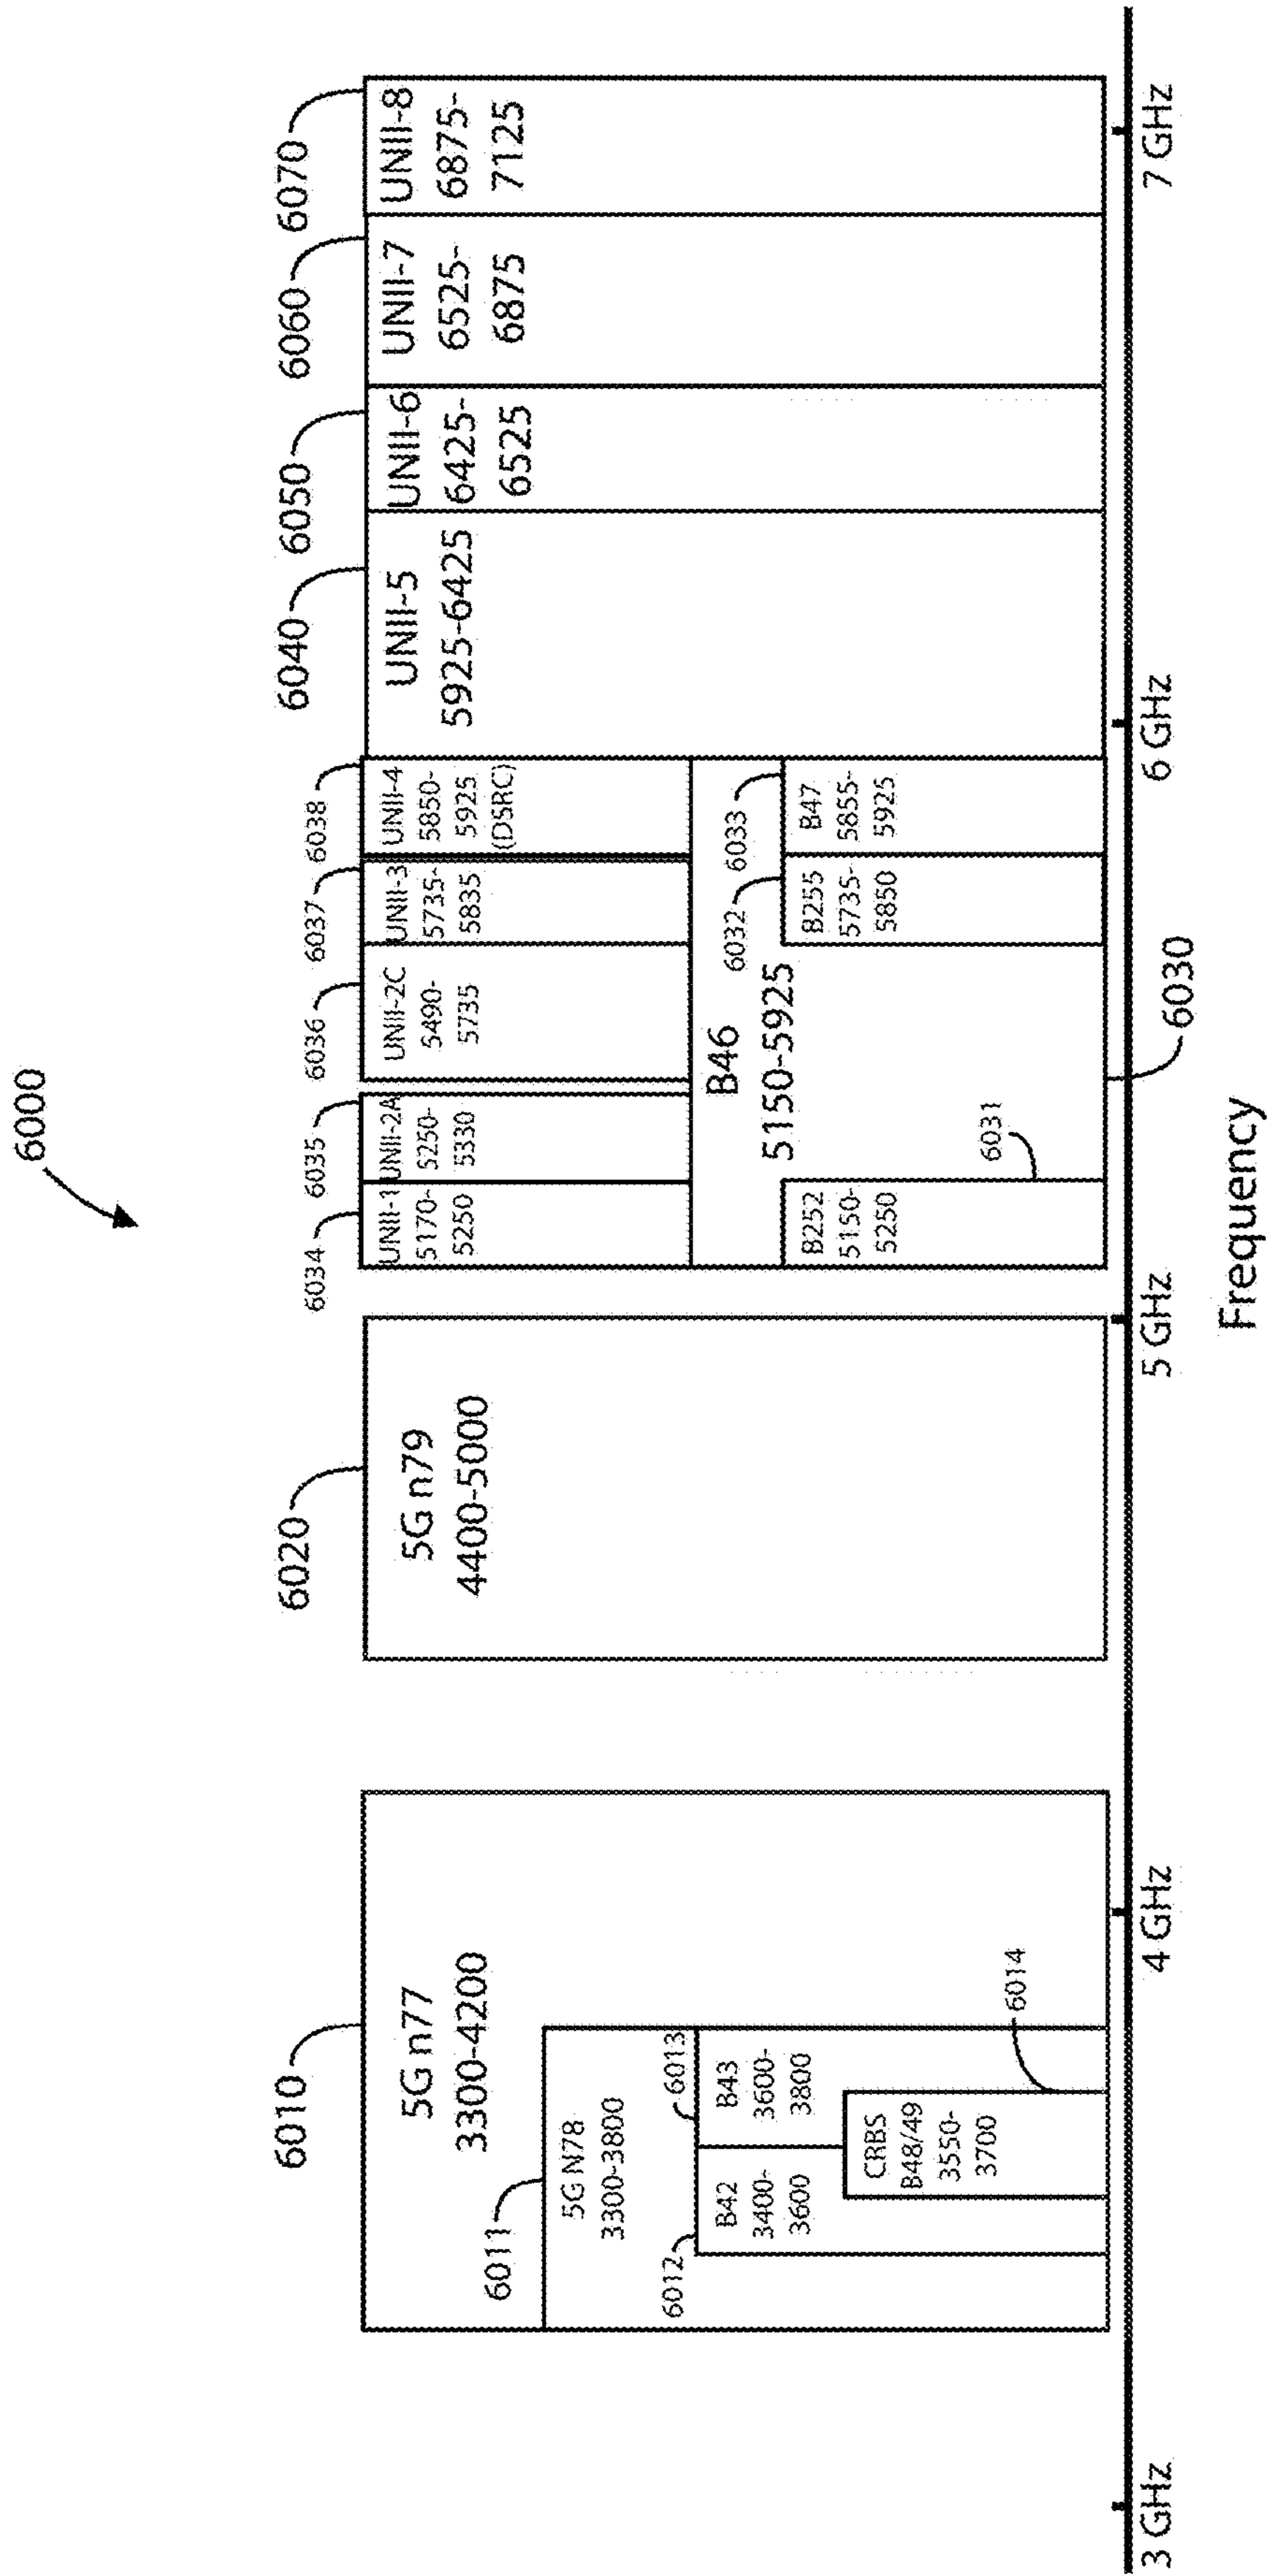 6000
6010
5G n77
3300-4200
6011
5G N78
3300-3800
6012
B42
3400-
3600
6013
B43
3600-
3800
CRBS
B48/49
3550-
3700
6014
6020
5G n79
4400-5000
6034
UNII-1
5170-
5250
6035
UNII-2A
5250-
5330
6036
UNII-2C
5490-
5735
6037
UNII-3
5735-
5835
6038
UNII-4
5850-
5925
(DSRC)
B46
5150-5925
B252
5150-
5250
6031
6032
B255
5735-
5850
6033
B47
5855-
5925
6030
6040
UNII-5
5925-6425
6050
UNII-6
6425-
6525
6060
UNII-7
6525-
6875
6070
UNII-8
6875-
7125
3 GHz
4 GHz
5 GHz
6 GHz
7 GHz
Frequency